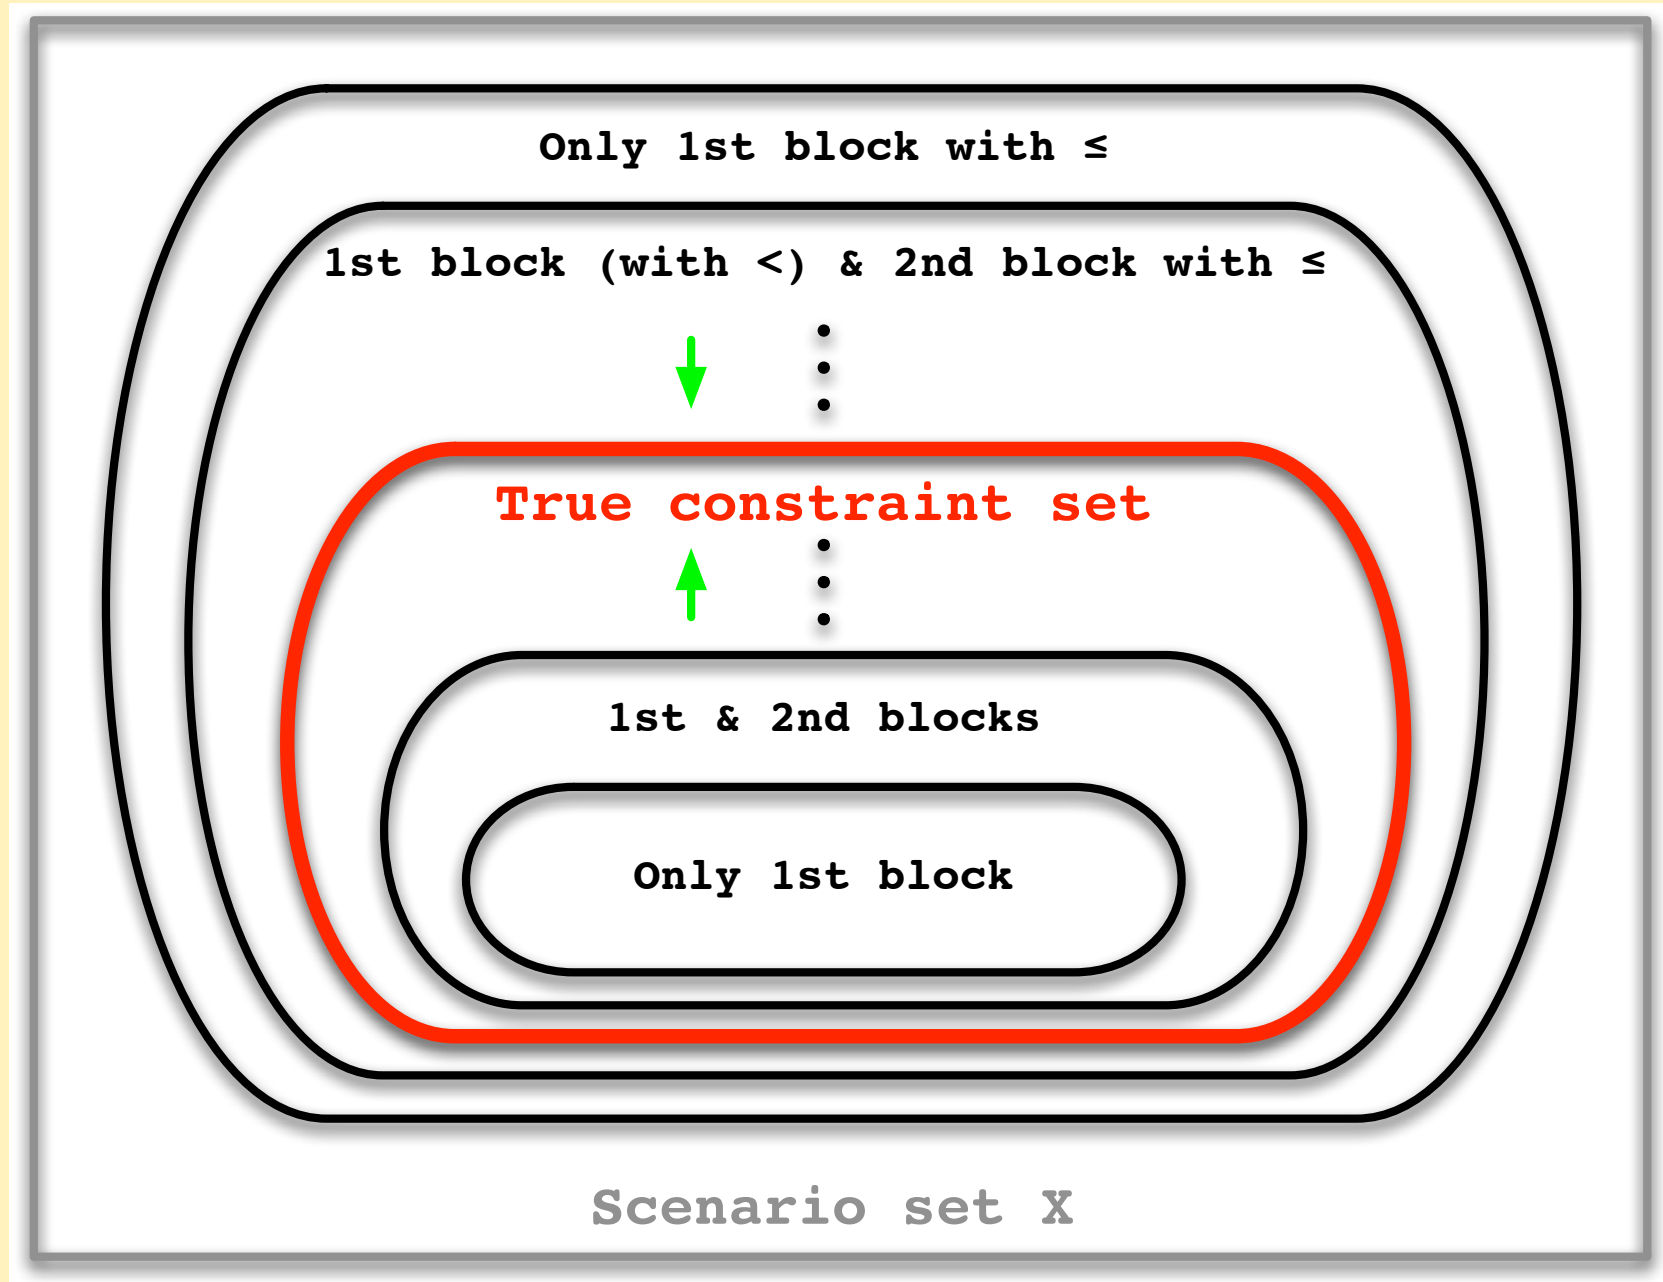 Only 1st block with ≤
1st block (with <) & 2nd block with ≤
True constraint set
1st & 2nd blocks
Only 1st block
Scenario set X